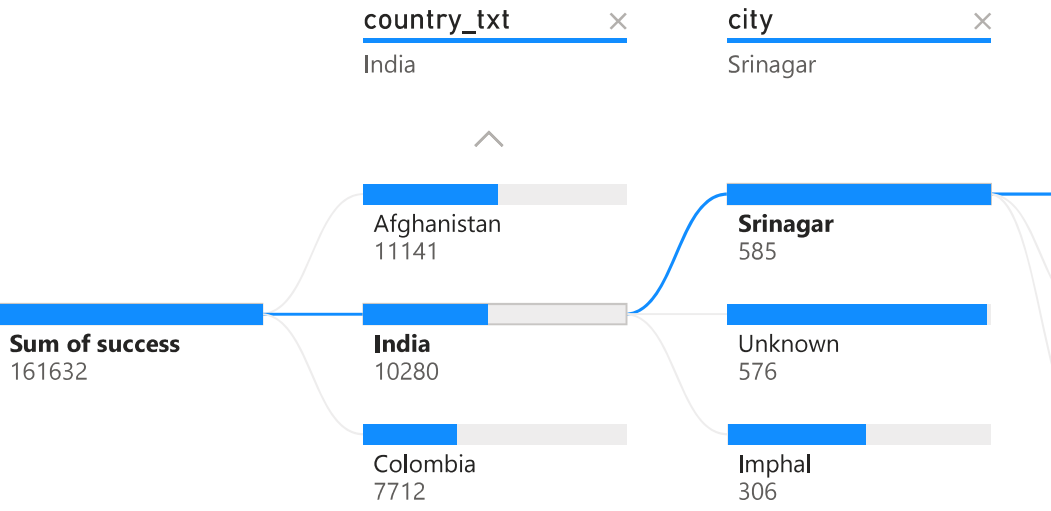 country_txt
India
city
Srinagar
Afghanistan
11141
Srinagar
585
Sum of success
161632
India
10280
Unknown
576
Colombia
7712
Imphal
306